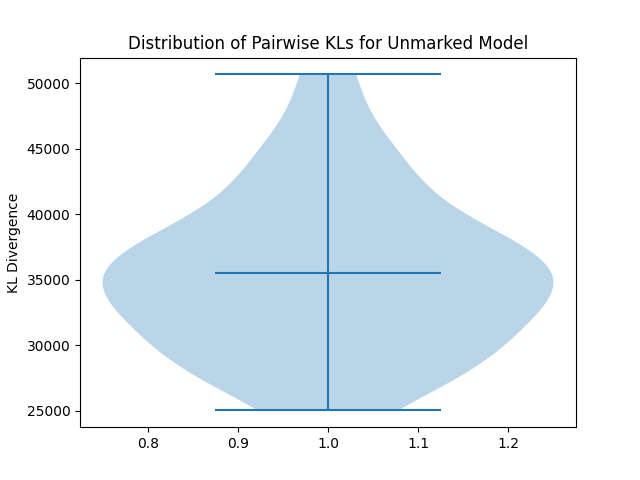 Distribution of Pairwise KLs for Unmarked Model
KL Divergence
50000
45000
40000
35000
30000
25000
0.8 0.9 1.0 1.1 1.2